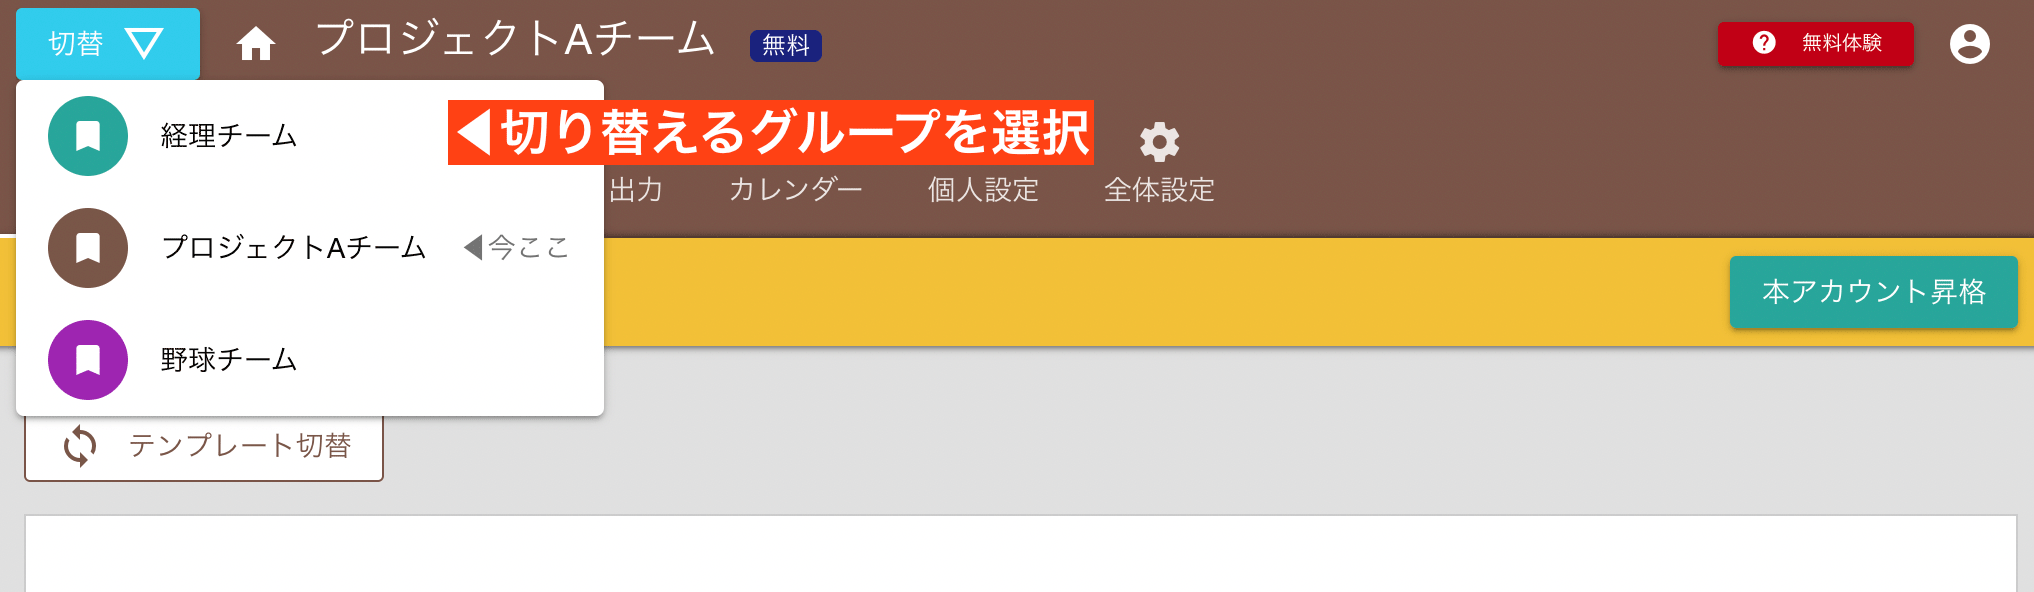 切替 ▽ プロジェクトAチーム 無料 無料体験
経理チーム ◀切り替えるグループを選択
出力 カレンダー 個人設定 全体設定
プロジェクトAチーム ◀今ここ
本アカウント昇格
野球チーム
テンプレート切替